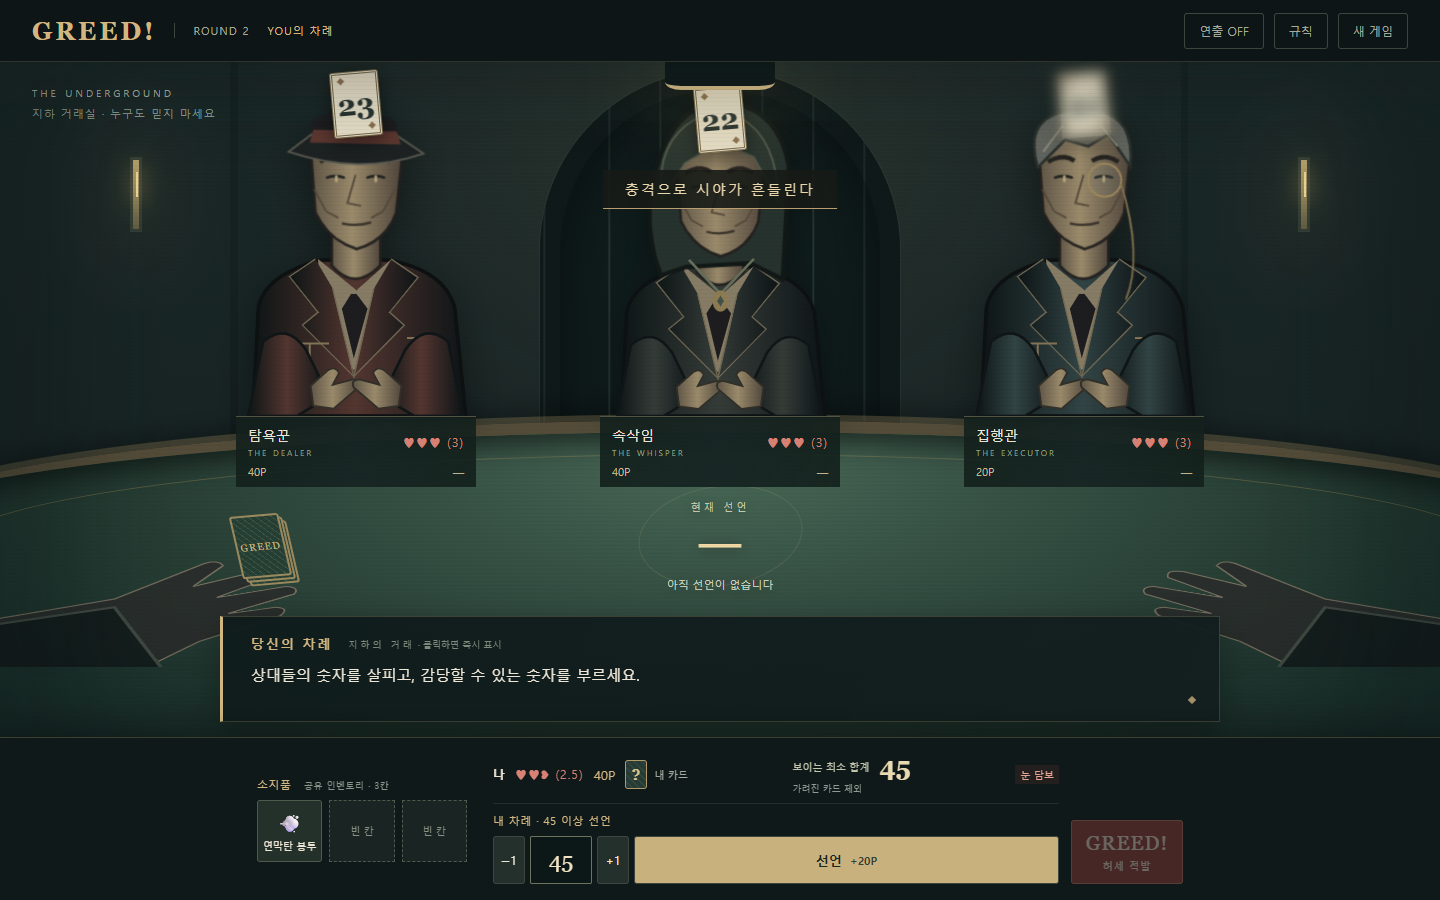 GREED!
ROUND 2 YOU의 차례
연출 OFF
규칙
새 게임
THE UNDERGROUND
지하 거래실 · 누구도 믿지 마세요
23
22
충격으로 시야가 흔들린다
탐욕꾼 ♥♥♥ (3)
THE DEALER
40P —
속삭임 ♥♥♥ (3)
THE WHISPER
40P —
집행관 ♥♥♥ (3)
THE EXECUTOR
20P —
현재 선언
—
아직 선언이 없습니다
GREED
당신의 차례 지하의 거래 · 클릭하면 즉시 표시
상대들의 숫자를 살피고, 감당할 수 있는 숫자를 부르세요.
소지품 공유 인벤토리 · 3칸
연막탄 봉투
빈 칸
빈 칸
나 ♥♥❥ (2.5) 40P ? 내 카드
보이는 최소 합계 45
가려진 카드 제외
눈 담보
내 차례 · 45 이상 선언
−1 45 +1
선언 +20P
GREED!
허세 적발